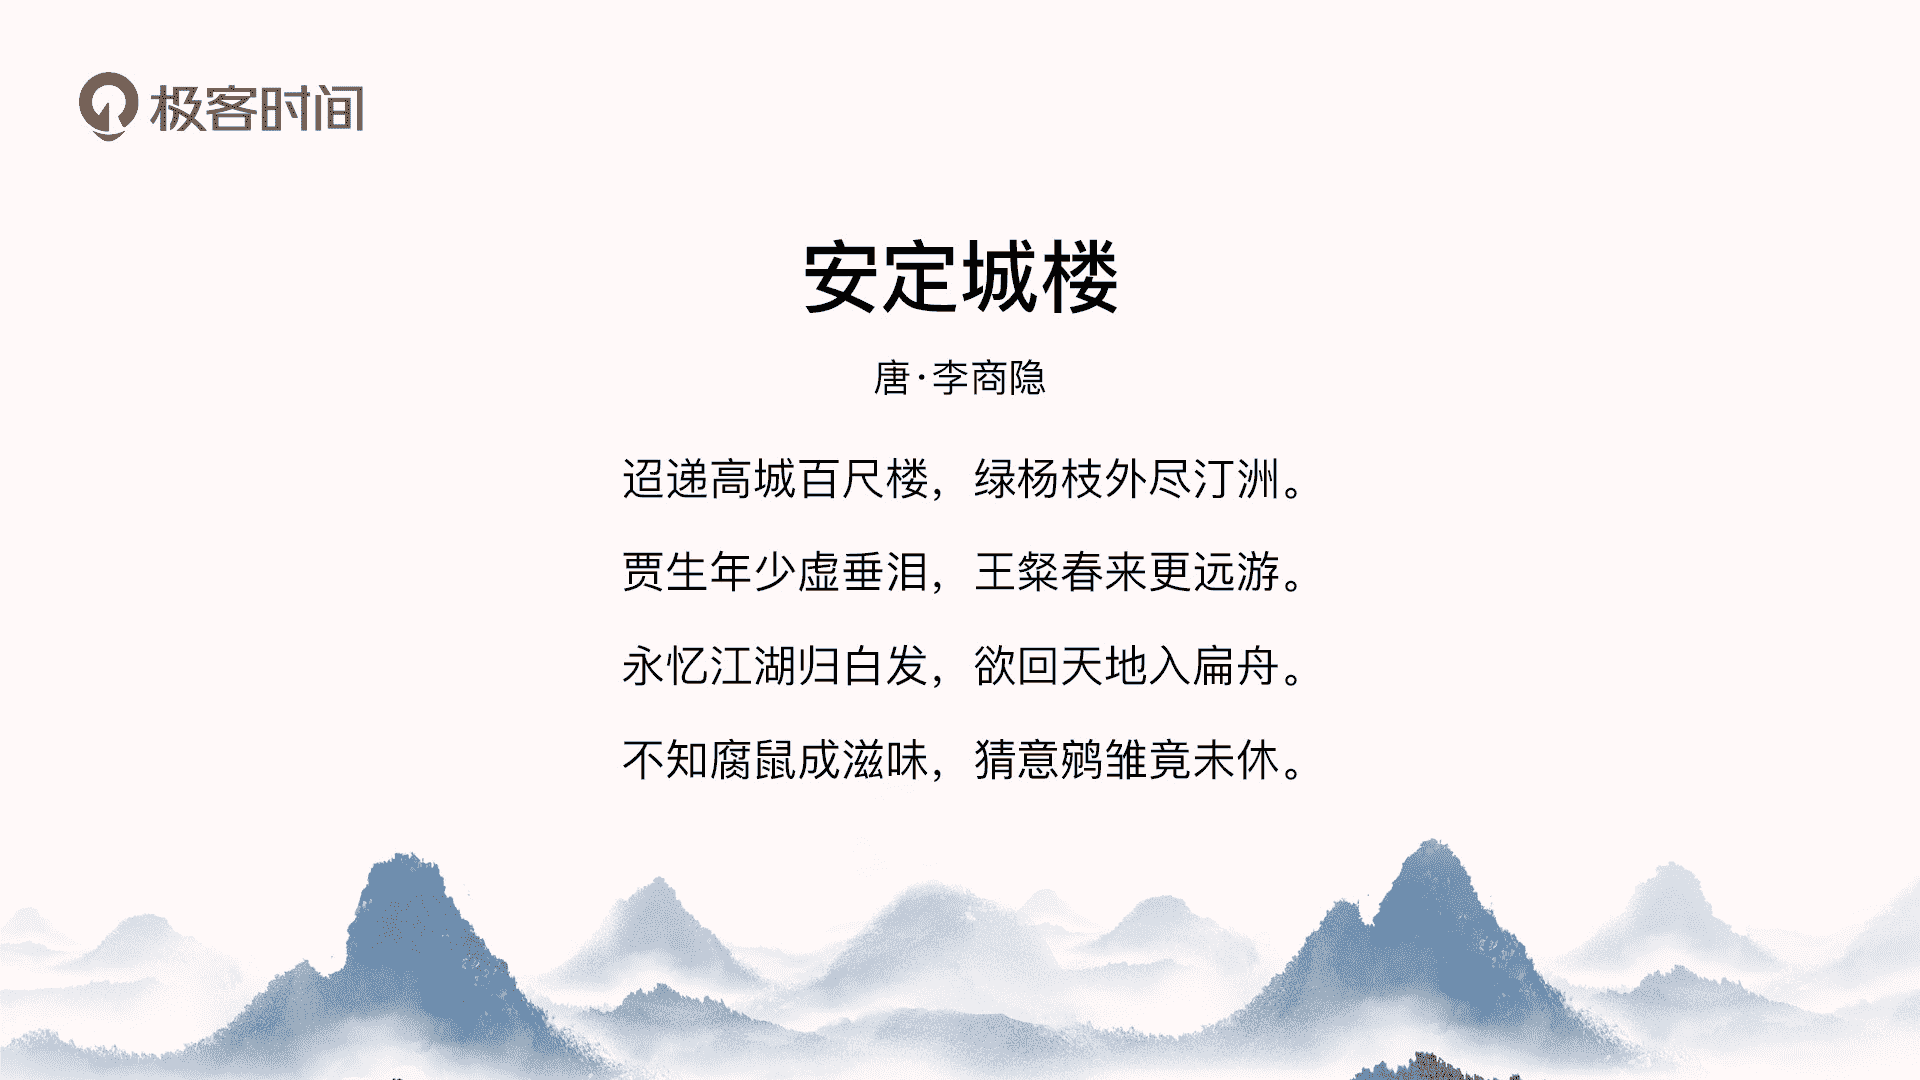 极客时间
安定城楼
唐·李商隐
迢递高城百尺楼，绿杨枝外尽汀洲。
贾生年少虚垂泪，王粲春来更远游。
永忆江湖归白发，欲回天地入扁舟。
不知腐鼠成滋味，猜意鹓雏竟未休。